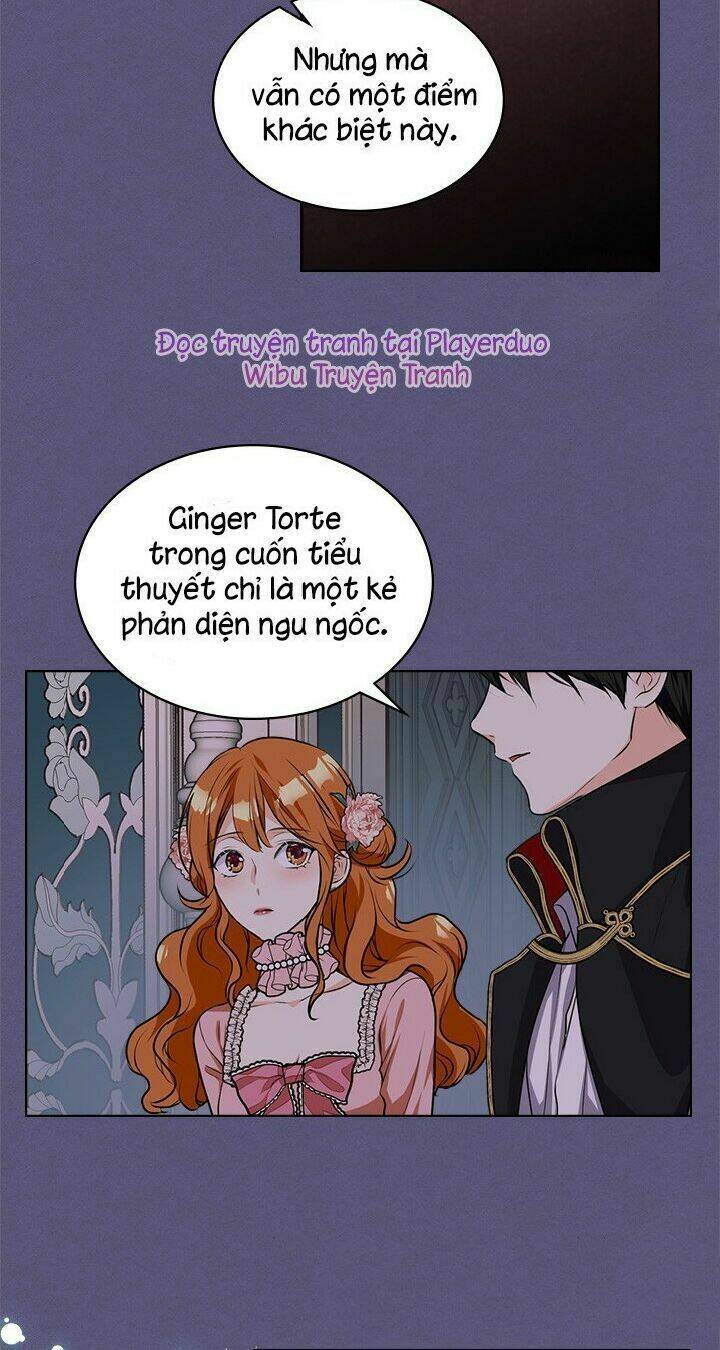 Nhưng mà
vẫn có một điểm
khác biệt này.
Đọc truyện tranh tại Playerduo
Wibu Truyện Tranh
Ginger Torte
trong cuốn tiểu
thuyết chỉ là một kẻ
phản diện ngu ngốc.